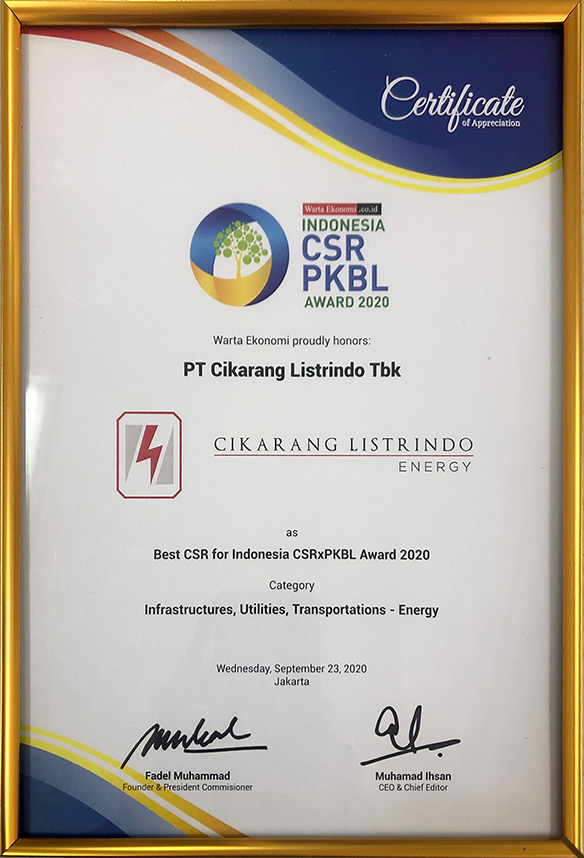 Certificate
of Appreciation
Warta Ekonomi.co.id
INDONESIA
CSR
PKBL
AWARD 2020
Warta Ekonomi proudly honors:
PT Cikarang Listrindo Tbk
CIKARANG LISTRINDO
ENERGY
as
Best CSR for Indonesia CSRxPKBL Award 2020
Category
Infrastructures, Utilities, Transportations - Energy
Wednesday, September 23, 2020
Jakarta
Fadel Muhammad
Founder & President Commisioner
Muhamad Ihsan
CEO & Chief Editor